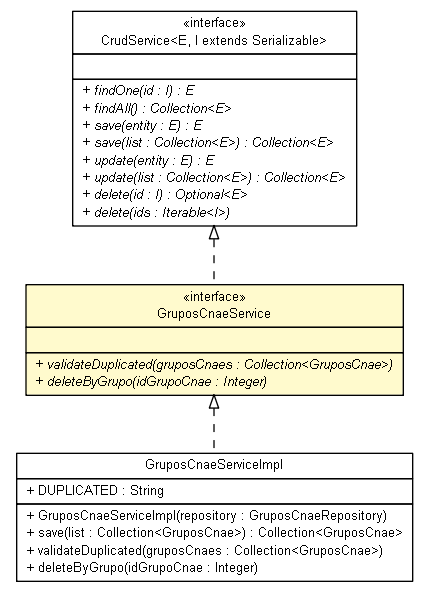 «interface»
CrudService<E, I extends Serializable>
+ findOne(id : I) : E
+ findAll() : Collection<E>
+ save(entity : E) : E
+ save(list : Collection<E>) : Collection<E>
+ update(entity : E) : E
+ update(list : Collection<E>) : Collection<E>
+ delete(id : I) : Optional<E>
+ delete(ids : Iterable<I>)
«interface»
GruposCnaeService
+ validateDuplicated(gruposCnaes : Collection<GruposCnae>)
+ deleteByGrupo(idGrupoCnae : Integer)
GruposCnaeServiceImpl
+ DUPLICATED : String
+ GruposCnaeServiceImpl(repository : GruposCnaeRepository)
+ save(list : Collection<GruposCnae>) : Collection<GruposCnae>
+ validateDuplicated(gruposCnaes : Collection<GruposCnae>)
+ deleteByGrupo(idGrupoCnae : Integer)